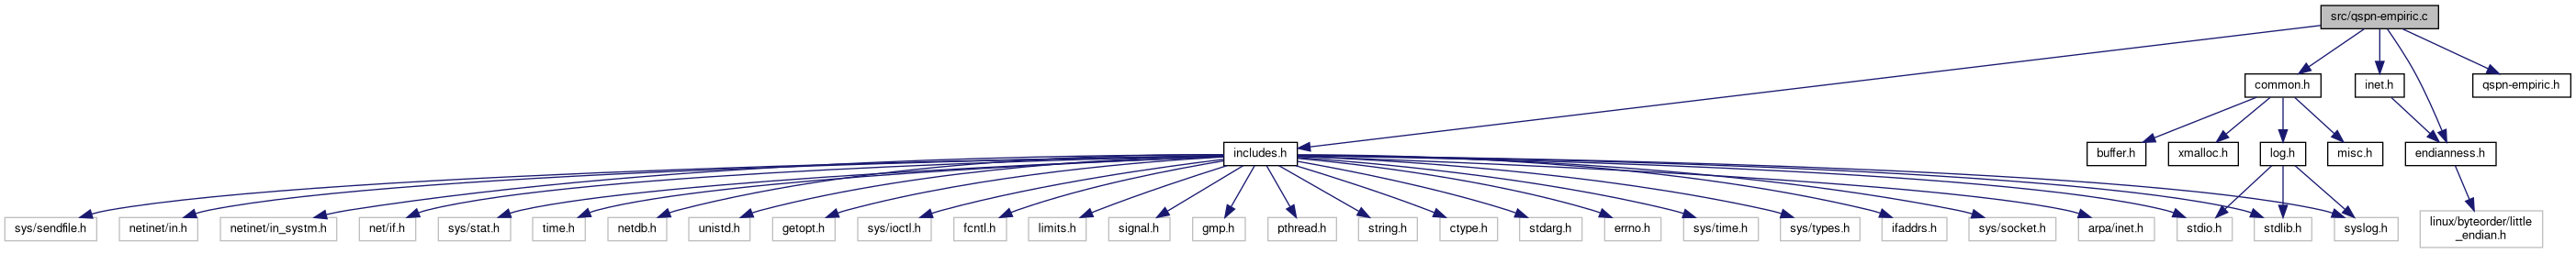 src/qspn-empiric.c
common.h
inet.h
qspn-empiric.h
includes.h
buffer.h
xmalloc.h
log.h
misc.h
endianness.h
sys/sendfile.h
netinet/in.h
netinet/in_systm.h
net/if.h
sys/stat.h
time.h
netdb.h
unistd.h
getopt.h
sys/ioctl.h
fcntl.h
limits.h
signal.h
gmp.h
pthread.h
string.h
ctype.h
stdarg.h
errno.h
sys/time.h
sys/types.h
ifaddrs.h
sys/socket.h
arpa/inet.h
stdio.h
stdlib.h
syslog.h
linux/byteorder/little
_endian.h